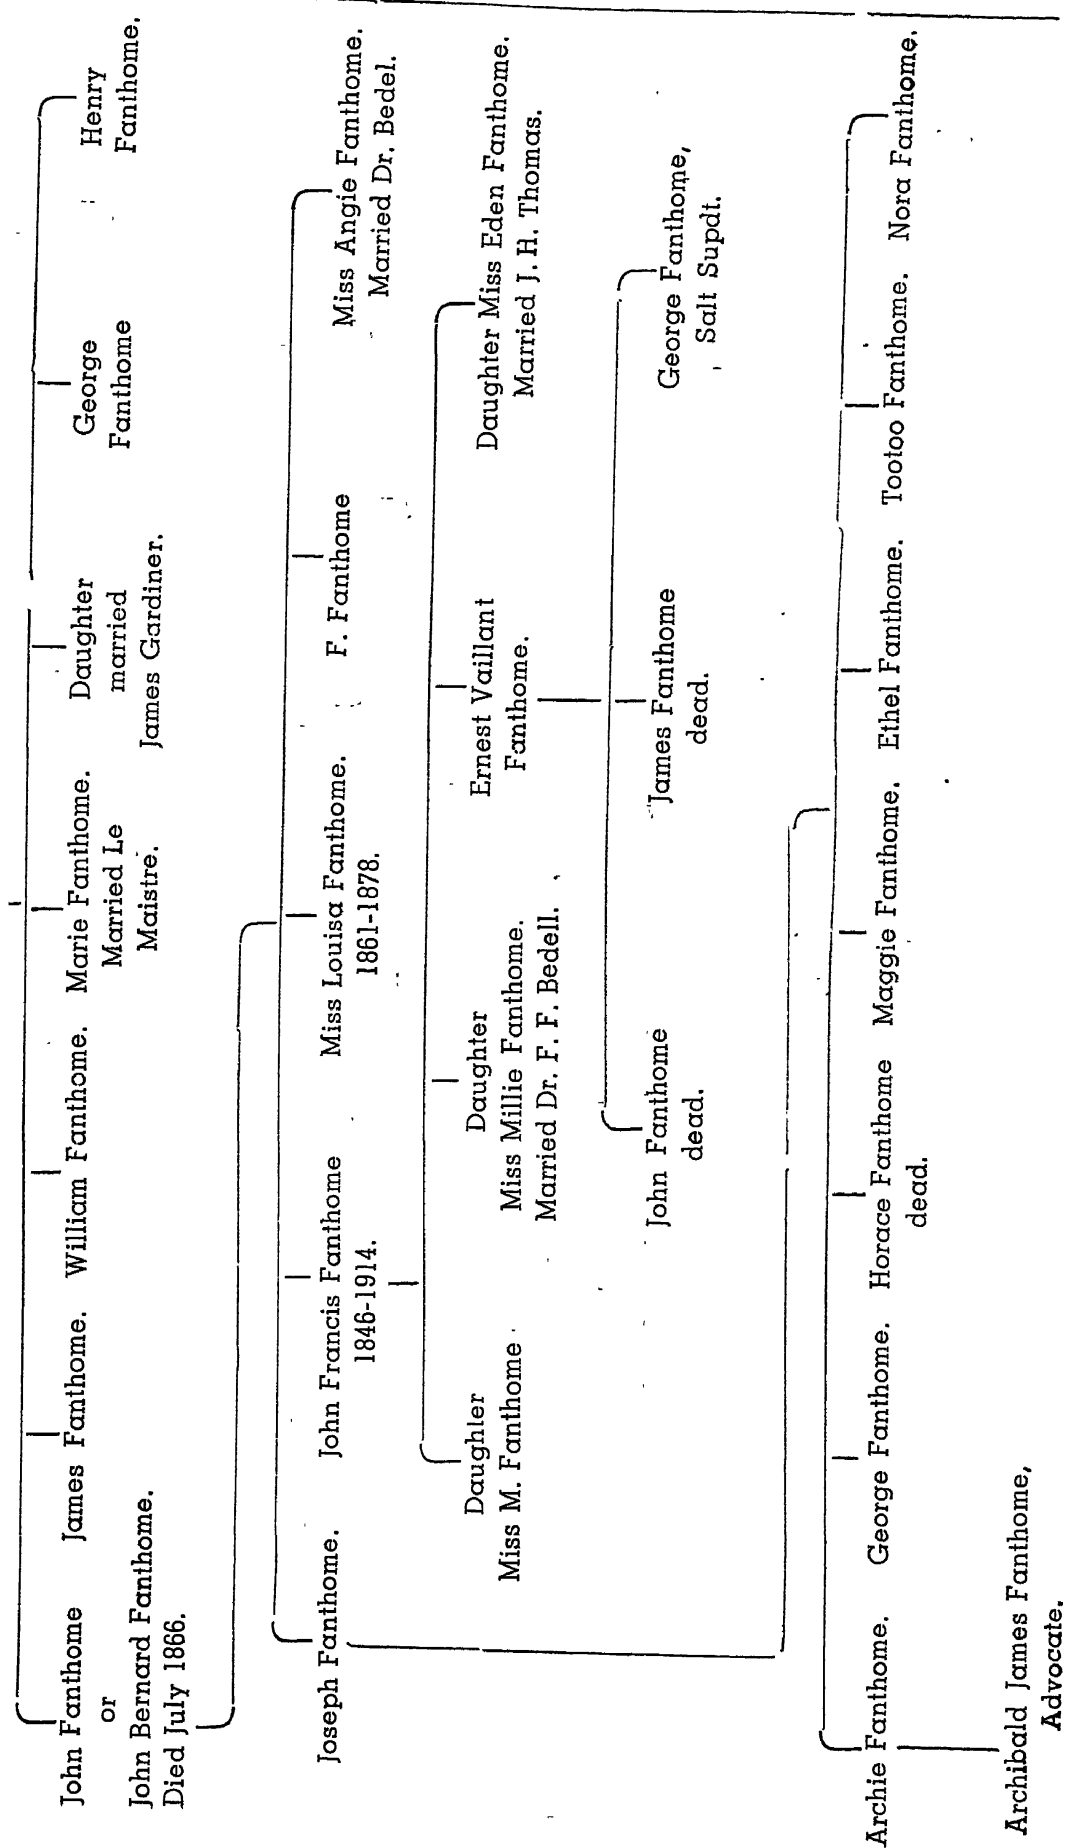 John Fanthome
or
John Bernard Fanthome.
Died July 1866.
James Fanthome.
William Fanthome.
Marie Fanthome.
Married Le
Maistre.
Daughter
married
James Gardiner.
George
Fanthome
Henry
Fanthome.
Joseph Fanthome.
John Francis Fanthome
1846-1914.
Miss Louisa Fanthome.
1861-1878.
F. Fanthome
Miss Angie Fanthome.
Married Dr. Bedel.
Daughter
Miss M. Fanthome
Daughter
Miss Millie Fanthome.
Married Dr. F. F. Bedell.
Ernest Vaillant
Fanthome.
Daughter Miss Eden Fanthome.
Married J. H. Thomas.
John Fanthome
dead.
James Fanthome
dead.
George Fanthome,
Salt Supdt.
Archie Fanthome.
George Fanthome.
Horace Fanthome
dead.
Maggie Fanthome.
Ethel Fanthome.
Tootoo Fanthome.
Nora Fanthome.
Archibald James Fanthome,
Advocate.